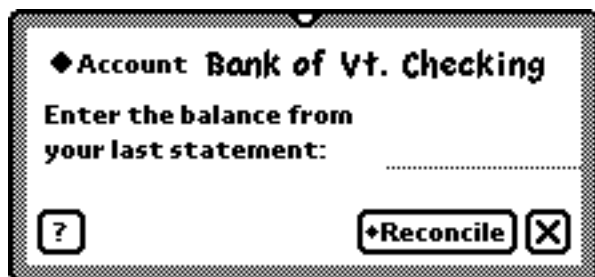 ◆Account Bank of Vt. Checking
Enter the balance from
your last statement:
? ◆Reconcile X